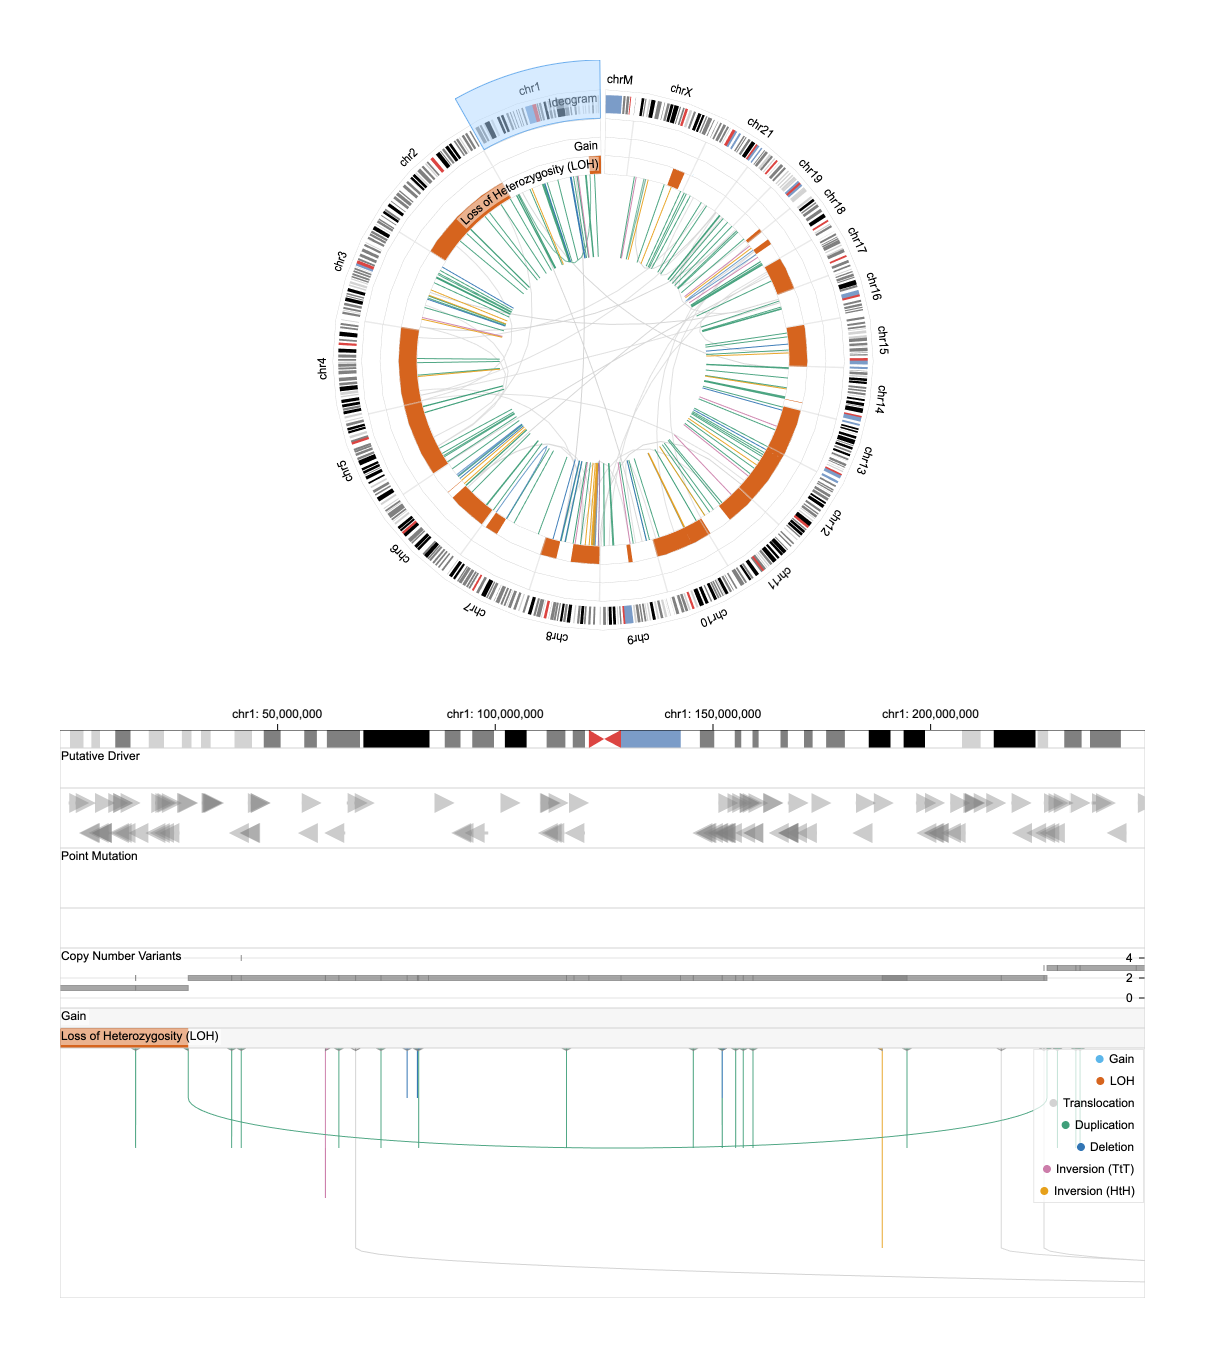 chrM
chrX
chr1
Ideogram
chr21
Gain
chr2
Loss of Heterozygosity (LOH)
chr19
chr18
chr17
chr3
chr16
chr15
chr4
chr14
chr13
chr5
chr12
chr6
chr11
chr7
chr10
chr8
chr9
chr1: 50,000,000
chr1: 100,000,000
chr1: 150,000,000
chr1: 200,000,000
Putative Driver
Point Mutation
Copy Number Variants
4
2
0
Gain
Loss of Heterozygosity (LOH)
Gain
LOH
Translocation
Duplication
Deletion
Inversion (TtT)
Inversion (HtH)